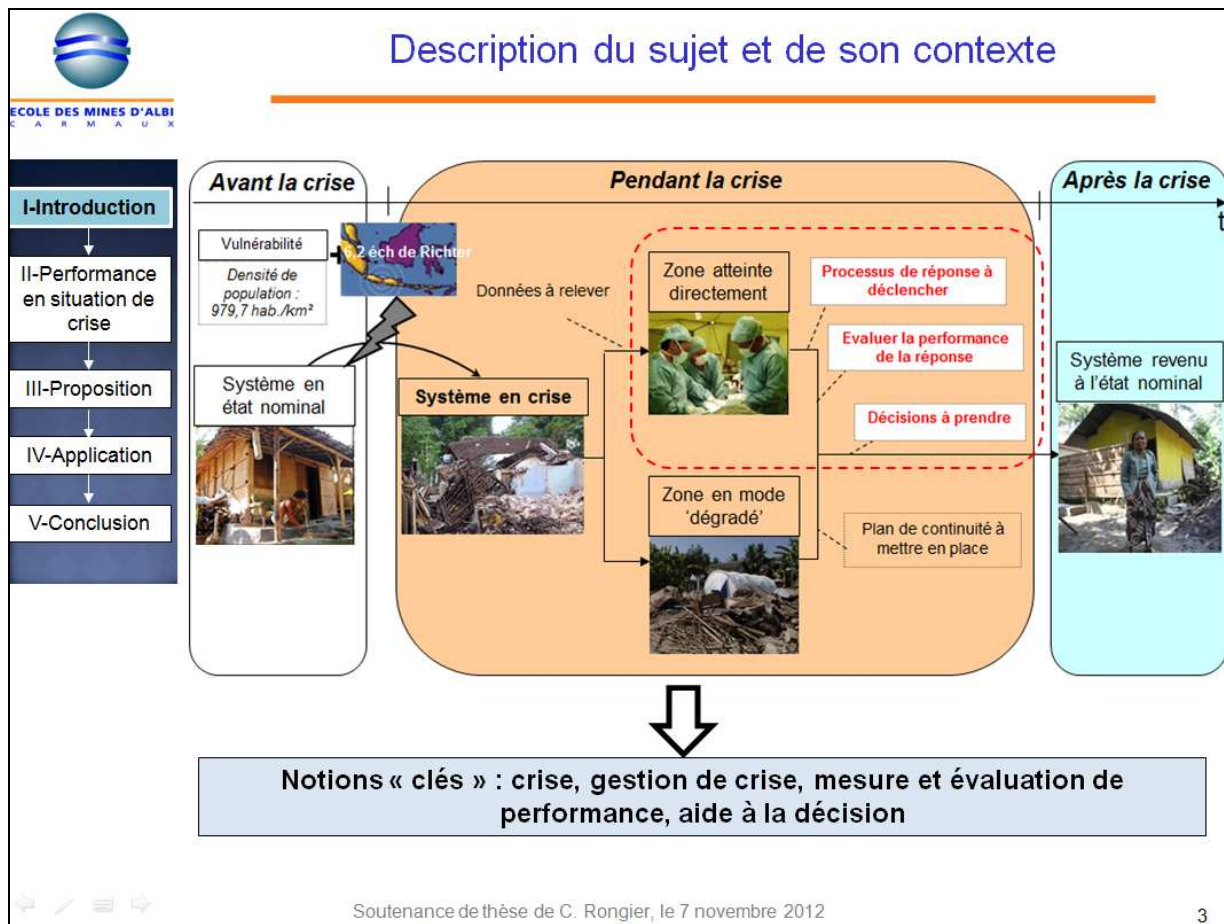 Description du sujet et de son contexte
ECOLE DES MINES D'ALBI
C A R M A U X
I-Introduction
II-Performance
en situation de
crise
III-Proposition
IV-Application
V-Conclusion
Avant la crise
Vulnérabilité
Densité de
population :
979,7 hab./km²
Système en
état nominal
Pendant la crise
6,2 éch de Richter
Données à relever
Système en crise
Zone atteinte
directement
Processus de réponse à
déclencher
Evaluer la performance
de la réponse
Décisions à prendre
Zone en mode
'dégradé'
Plan de continuité à
mettre en place
Après la crise
t
Système revenu
à l'état nominal
Notions « clés » : crise, gestion de crise, mesure et évaluation de
performance, aide à la décision
Soutenance de thèse de C. Rongier, le 7 novembre 2012
3